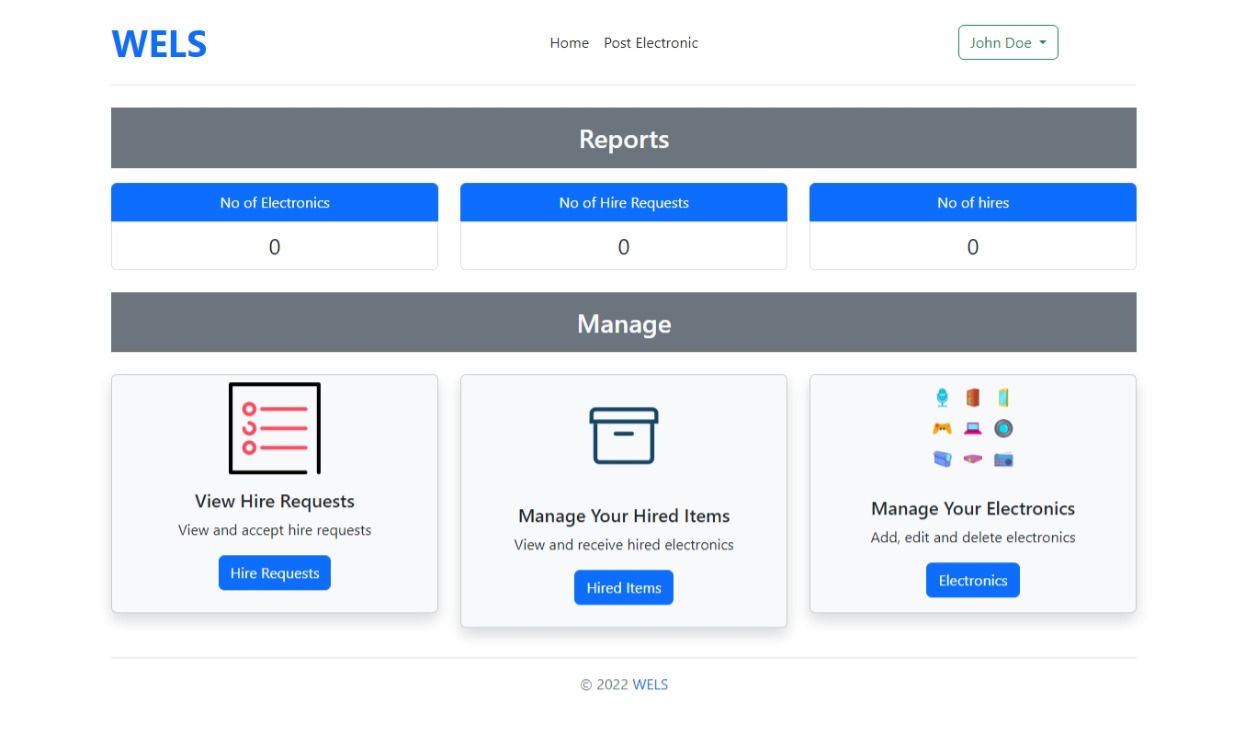 WELS
Home Post Electronic John Doe
Reports
No of Electronics
0
No of Hire Requests
0
No of hires
0
Manage
View Hire Requests
View and accept hire requests
Hire Requests
Manage Your Hired Items
View and receive hired electronics
Hired Items
Manage Your Electronics
Add, edit and delete electronics
Electronics
© 2022 WELS